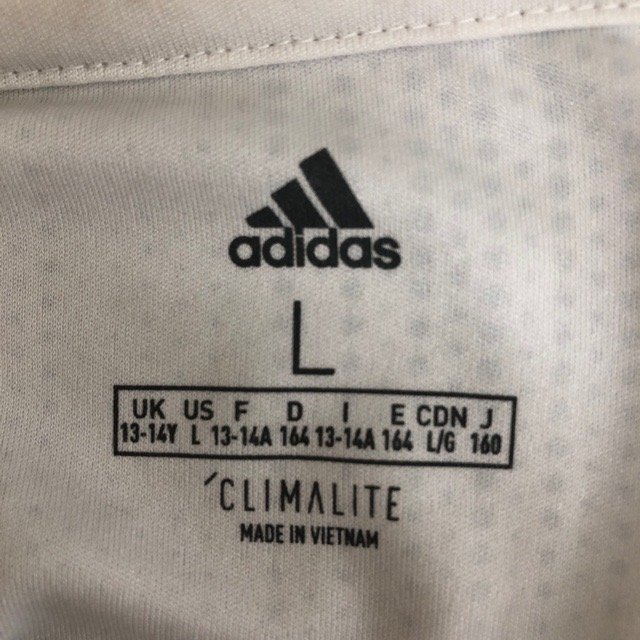 adidas
L
UK US F D I E CDN J
13-14Y L 13-14A 164 13-14A 164 L/G 160
CLIMALITE
MADE IN VIETNAM